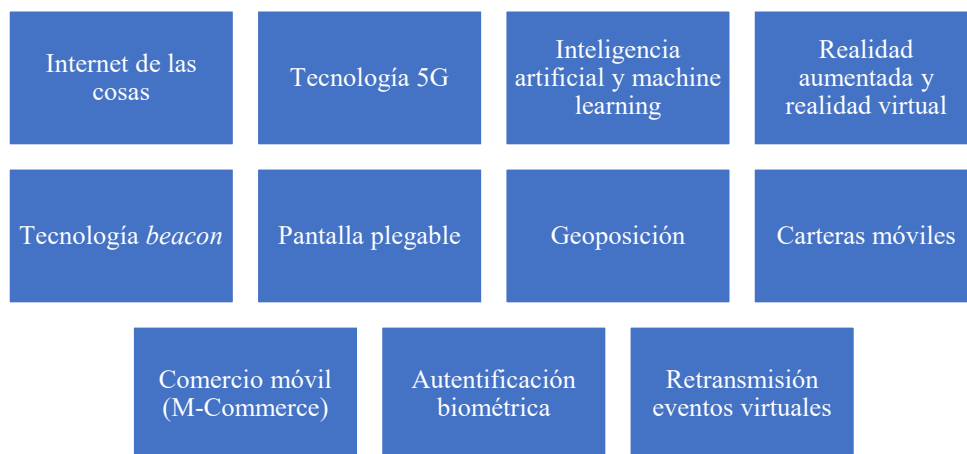 Internet de las
cosas
Tecnología 5G
Inteligencia
artificial y machine
learning
Realidad
aumentada y
realidad virtual
Tecnología beacon
Pantalla plegable
Geoposición
Carteras móviles
Comercio móvil
(M-Commerce)
Autentificación
biométrica
Retransmisión
eventos virtuales